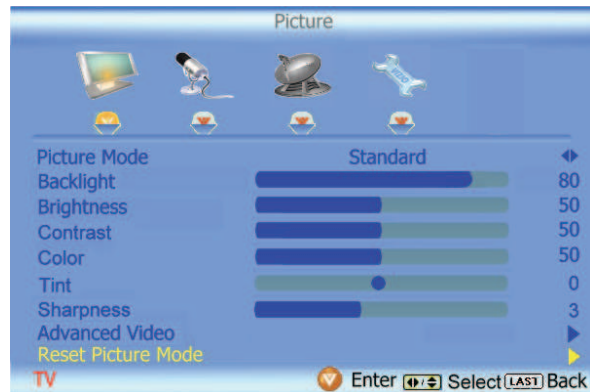 Picture
Picture Mode Standard
Backlight 80
Brightness 50
Contrast 50
Color 50
Tint 0
Sharpness 3
Advanced Video
Reset Picture Mode
TV Enter Select LAST Back